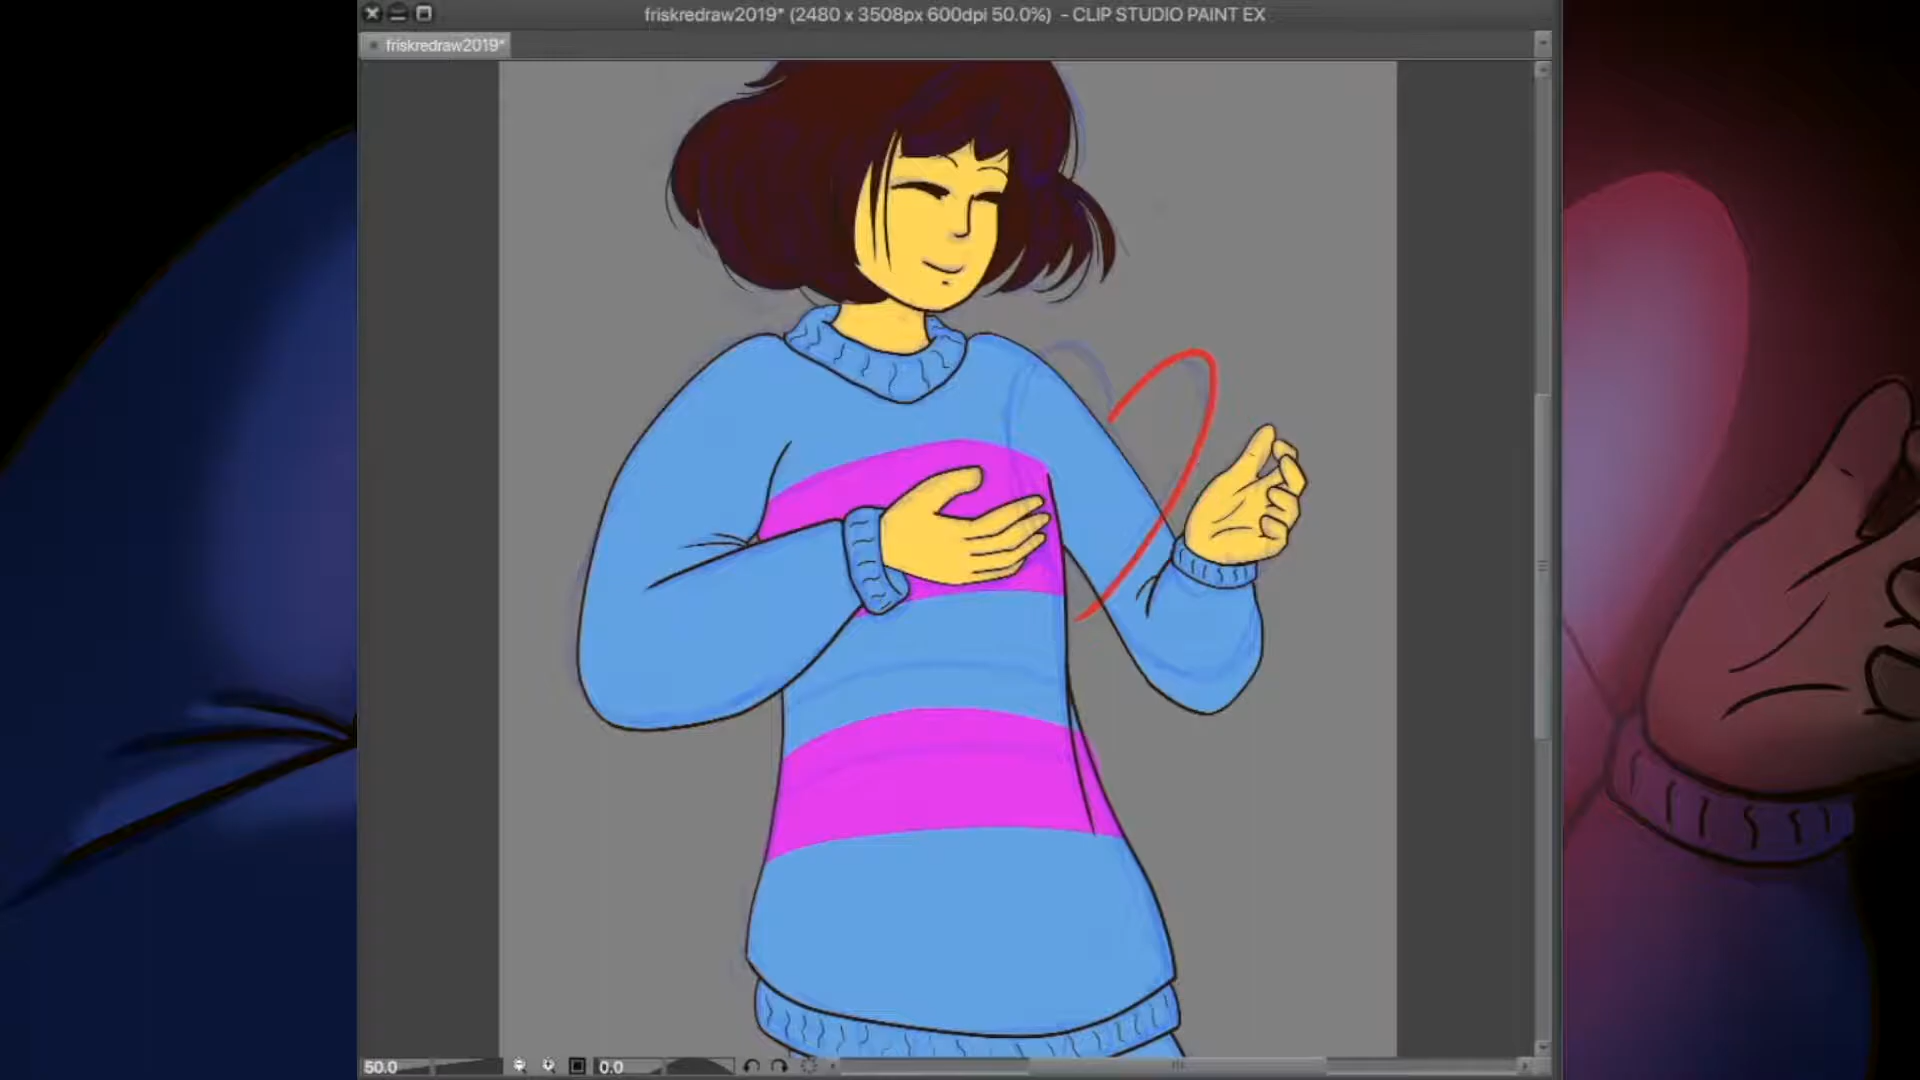 friskredraw2019* (2480 x 3508px 600dpi 50.0%) - CLIP STUDIO PAINT EX
friskredraw2019*
50.0
0.0